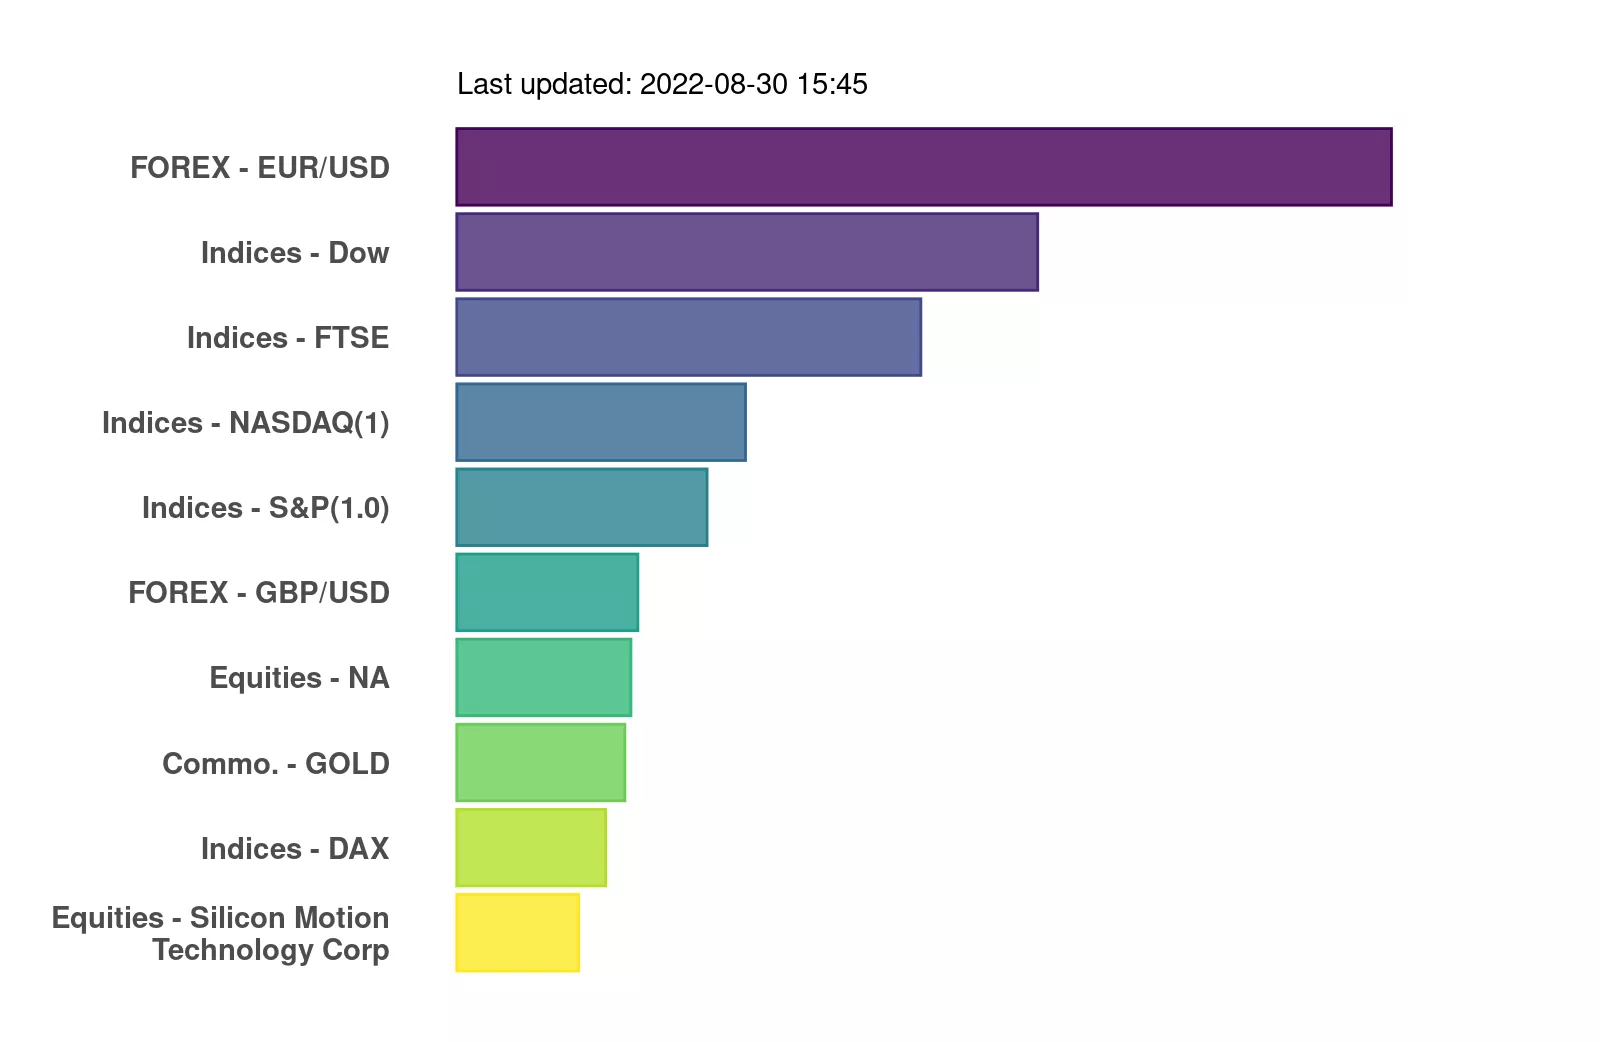 Last updated: 2022-08-30 15:45
FOREX - EUR/USD
Indices - Dow
Indices - FTSE
Indices - NASDAQ(1)
Indices - S&P(1.0)
FOREX - GBP/USD
Equities - NA
Commo. - GOLD
Indices - DAX
Equities - Silicon Motion
Technology Corp